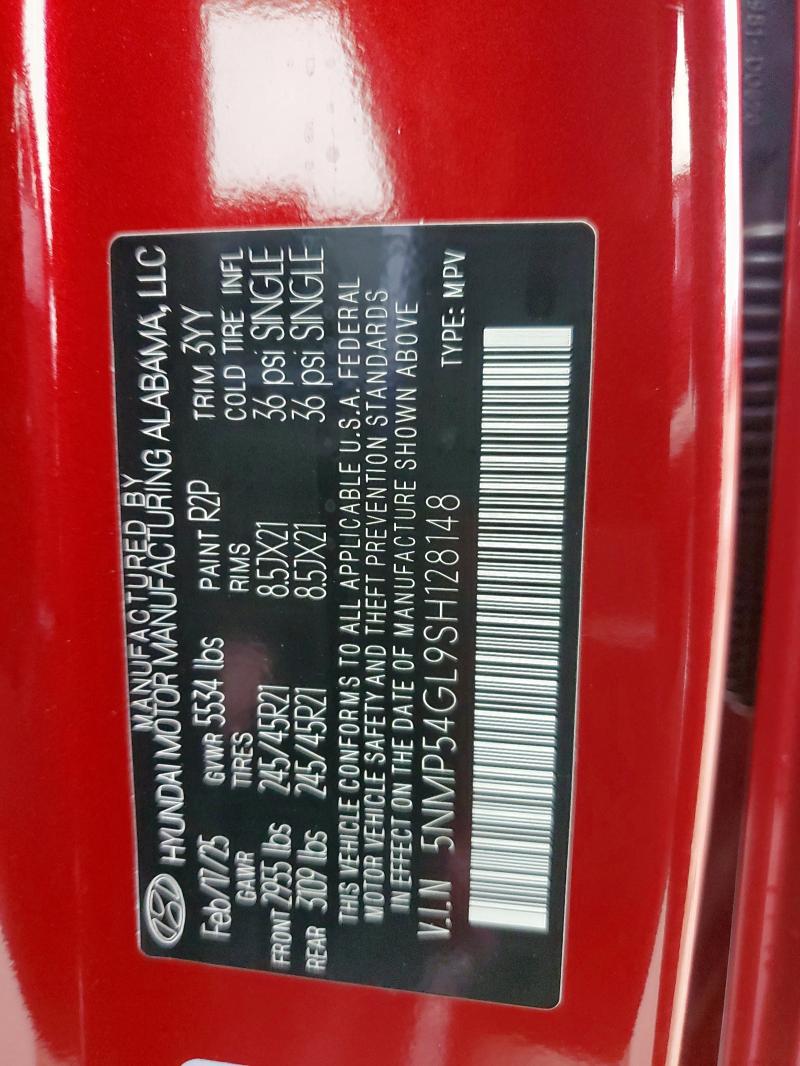 MANUFACTURED BY
HYUNDAI MOTOR MANUFACTURING ALABAMA, LLC
Feb/17/25 GVWR 5534 lbs PAINT R2P TRIM 3YY
GAWR TIRES RIMS COLD TIRE INFL
FRONT 2955 lbs 245/45R21 8.5JX21 36 psi SINGLE
REAR 3109 lbs 245/45R21 8.5JX21 36 psi SINGLE
THIS VEHICLE CONFORMS TO ALL APPLICABLE U.S.A. FEDERAL
MOTOR VEHICLE SAFETY AND THEFT PREVENTION STANDARDS
IN EFFECT ON THE DATE OF MANUFACTURE SHOWN ABOVE
V.I.N 5NMP54GL9SH128148 TYPE: MPV